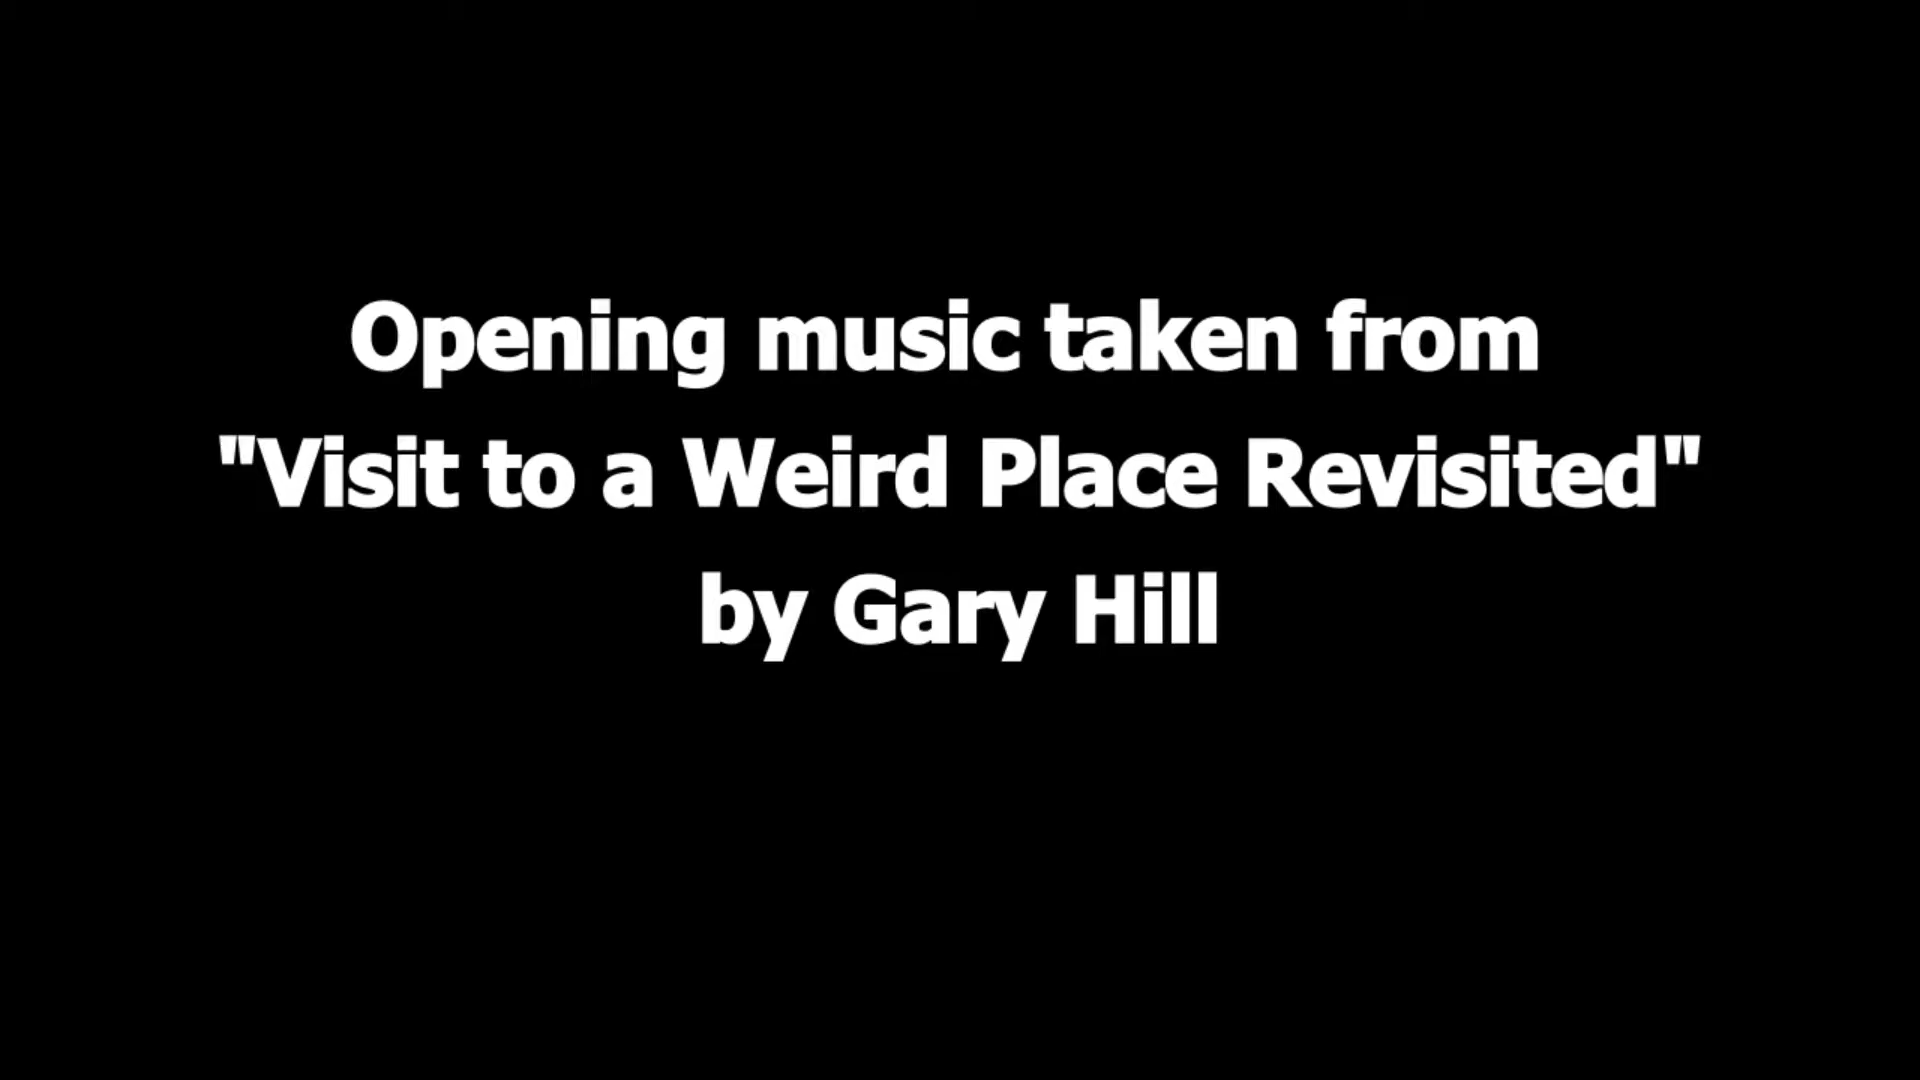 Opening music taken from
"Visit to a Weird Place Revisited"
by Gary Hill